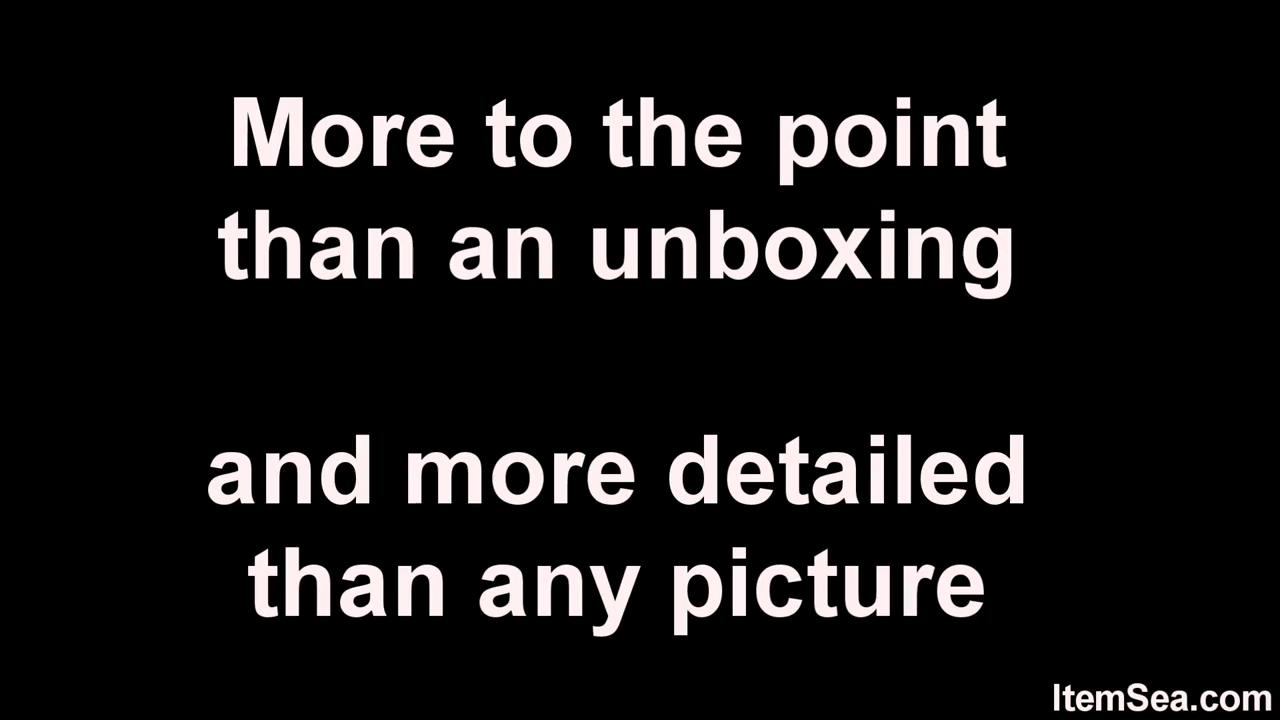 More to the point
than an unboxing
and more detailed
than any picture
ItemSea.com